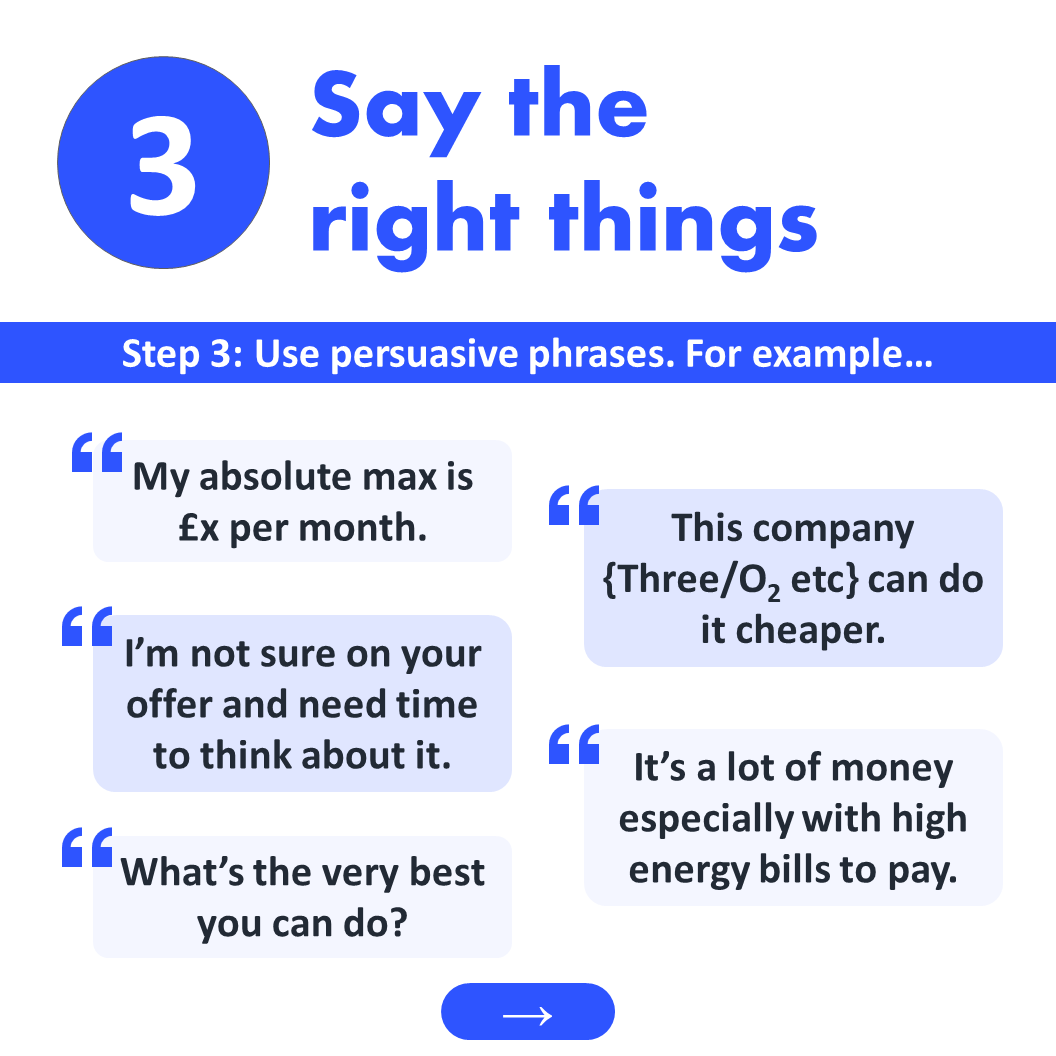 3
Say the
right things
Step 3: Use persuasive phrases. For example…
“
My absolute max is
£x per month.
“
I’m not sure on your
offer and need time
to think about it.
“
What’s the very best
you can do?
“
This company
{Three/O₂ etc} can do
it cheaper.
“
It’s a lot of money
especially with high
energy bills to pay.
→